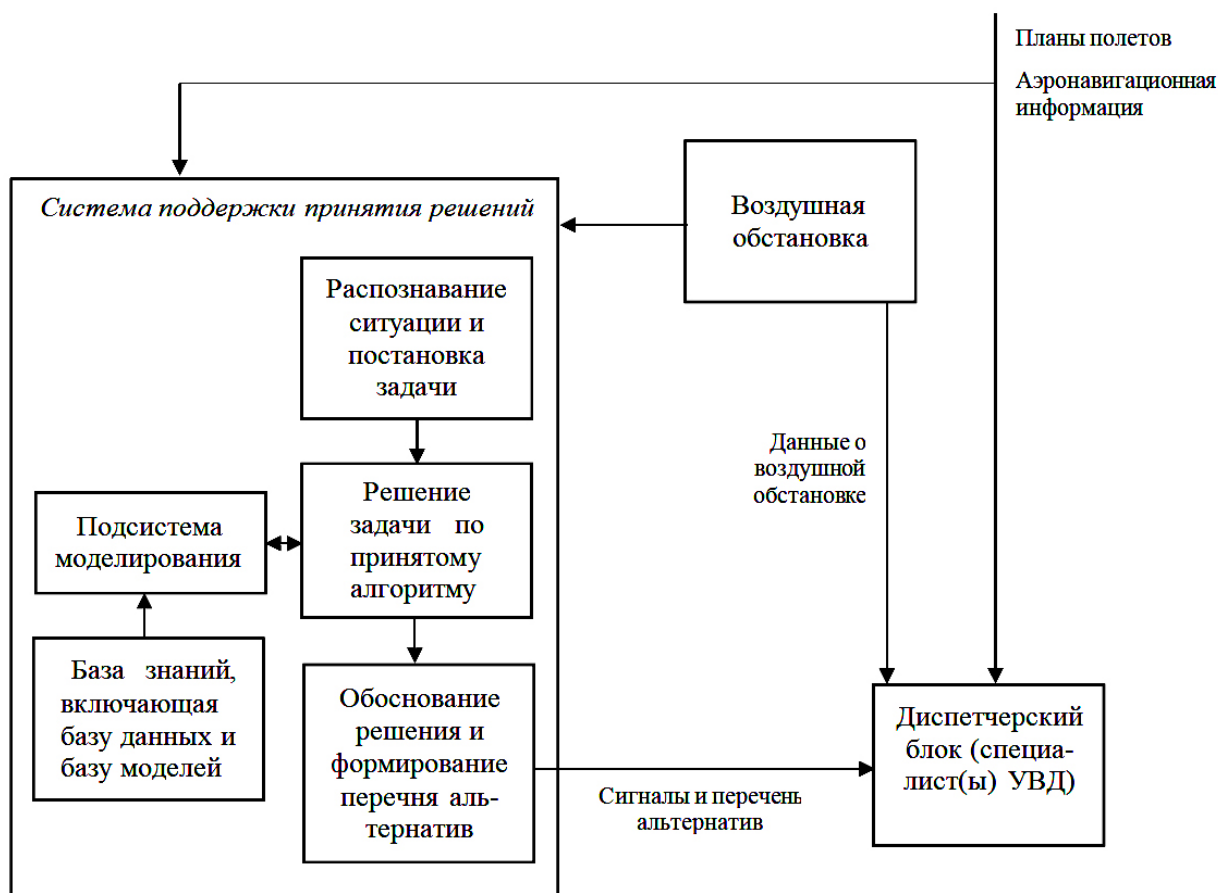 Планы полетов
Аэронавигационная
информация
Система поддержки принятия решений
Воздушная
обстановка
Распознавание
ситуации и
постановка
задачи
Данные о
воздушной
обстановке
Подсистема
моделирования
Решение
задачи по
принятому
алгоритму
База знаний,
включающая
базу данных и
базу моделей
Обоснование
решения и
формирование
перечня аль-
тернатив
Сигналы и перечень
альтернатив
Диспетчерский
блок (специа-
лист(ы) УВД)